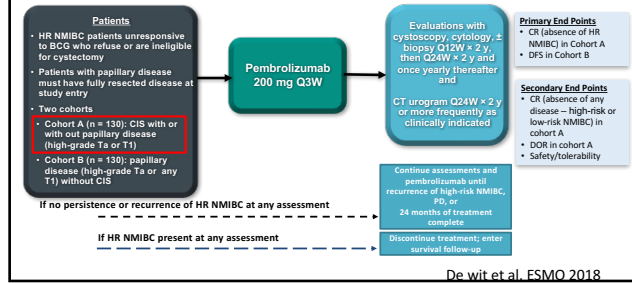 Patients
• HR NMIBC patients unresponsive
to BCG who refuse or are ineligible
for cystectomy
• Patients with papillary disease
must have fully resected disease at
study entry
• Two cohorts
• Cohort A (n = 130): CIS with or
with out papillary disease
(high-grade Ta or T1)
• Cohort B (n = 130): papillary
disease (high-grade Ta or any
T1) without CIS
Pembrolizumab
200 mg Q3W
Evaluations with
cystoscopy, cytology, ±
biopsy Q12W × 2 y,
then Q24W × 2 y and
once yearly thereafter
and
CT urogram Q24W × 2 y
or more frequently as
clinically indicated
Primary End Points
• CR (absence of HR
NMIBC) in Cohort A
• DFS in Cohort B
Secondary End Points
• CR (absence of any
disease – high-risk or
low-risk NMIBC) in
cohort A
• DOR in cohort A
• Safety/tolerability
If no persistence or recurrence of HR NMIBC at any assessment
Continue assessments and
pembrolizumab until
recurrence of high-risk NMIBC,
PD, or
24 months of treatment
complete
If HR NMIBC present at any assessment
Discontinue treatment; enter
survival follow-up
De wit et al. ESMO 2018